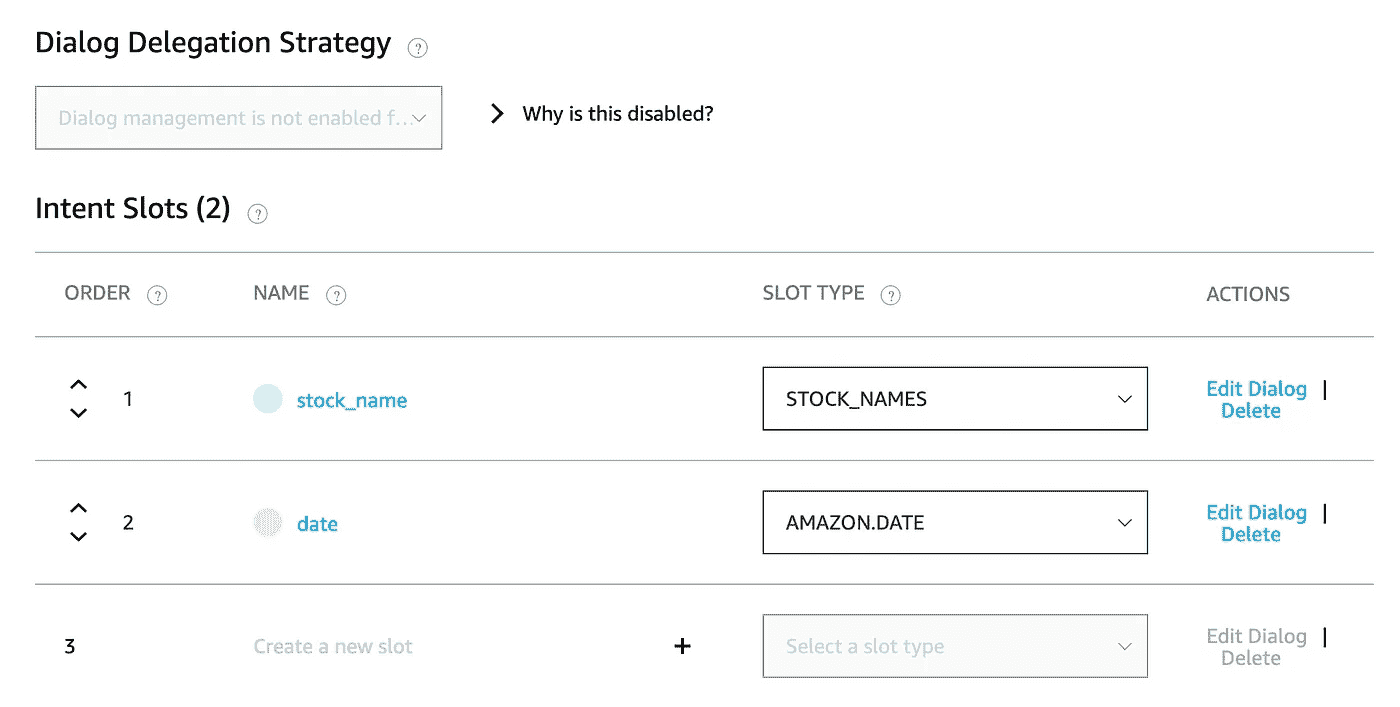 Dialog Delegation Strategy ?
Dialog management is not enabled f...
Why is this disabled?
Intent Slots (2) ?
ORDER ? NAME ? SLOT TYPE ? ACTIONS
1 stock_name STOCK_NAMES Edit Dialog |
Delete
2 date AMAZON.DATE Edit Dialog |
Delete
3 Create a new slot + Select a slot type Edit Dialog |
Delete